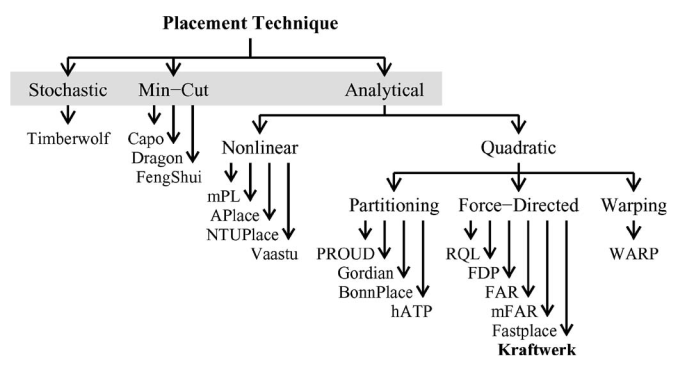 Placement Technique
Stochastic Min-Cut Analytical
Timberwolf
Capo
Dragon
FengShui
Nonlinear
mPL
APlace
NTUPlace
Vaastu
Quadratic
Partitioning
PROUD
Gordian
BonnPlace
hATP
Force-Directed
RQL
FDP
FAR
mFAR
Fastplace
Kraftwerk
Warping
WARP